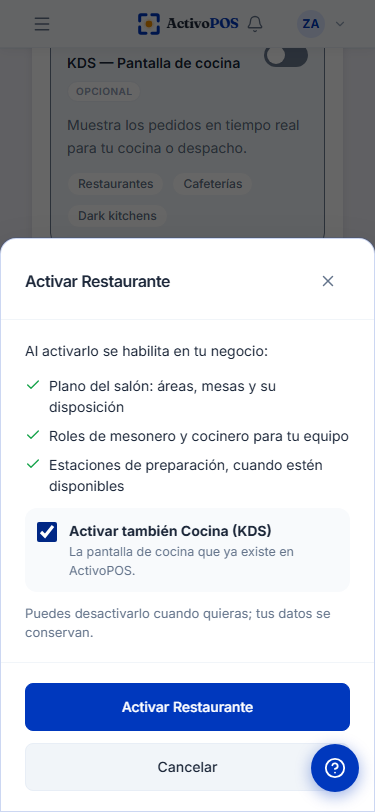 ActivoPOS
ZA
KDS — Pantalla de cocina
OPCIONAL
Muestra los pedidos en tiempo real
para tu cocina o despacho.
Restaurantes
Cafeterías
Dark kitchens
Activar Restaurante
Al activarlo se habilita en tu negocio:
Plano del salón: áreas, mesas y su
disposición
Roles de mesonero y cocinero para tu equipo
Estaciones de preparación, cuando estén
disponibles
Activar también Cocina (KDS)
La pantalla de cocina que ya existe en
ActivoPOS.
Puedes desactivarlo cuando quieras; tus datos se
conservan.
Activar Restaurante
Cancelar